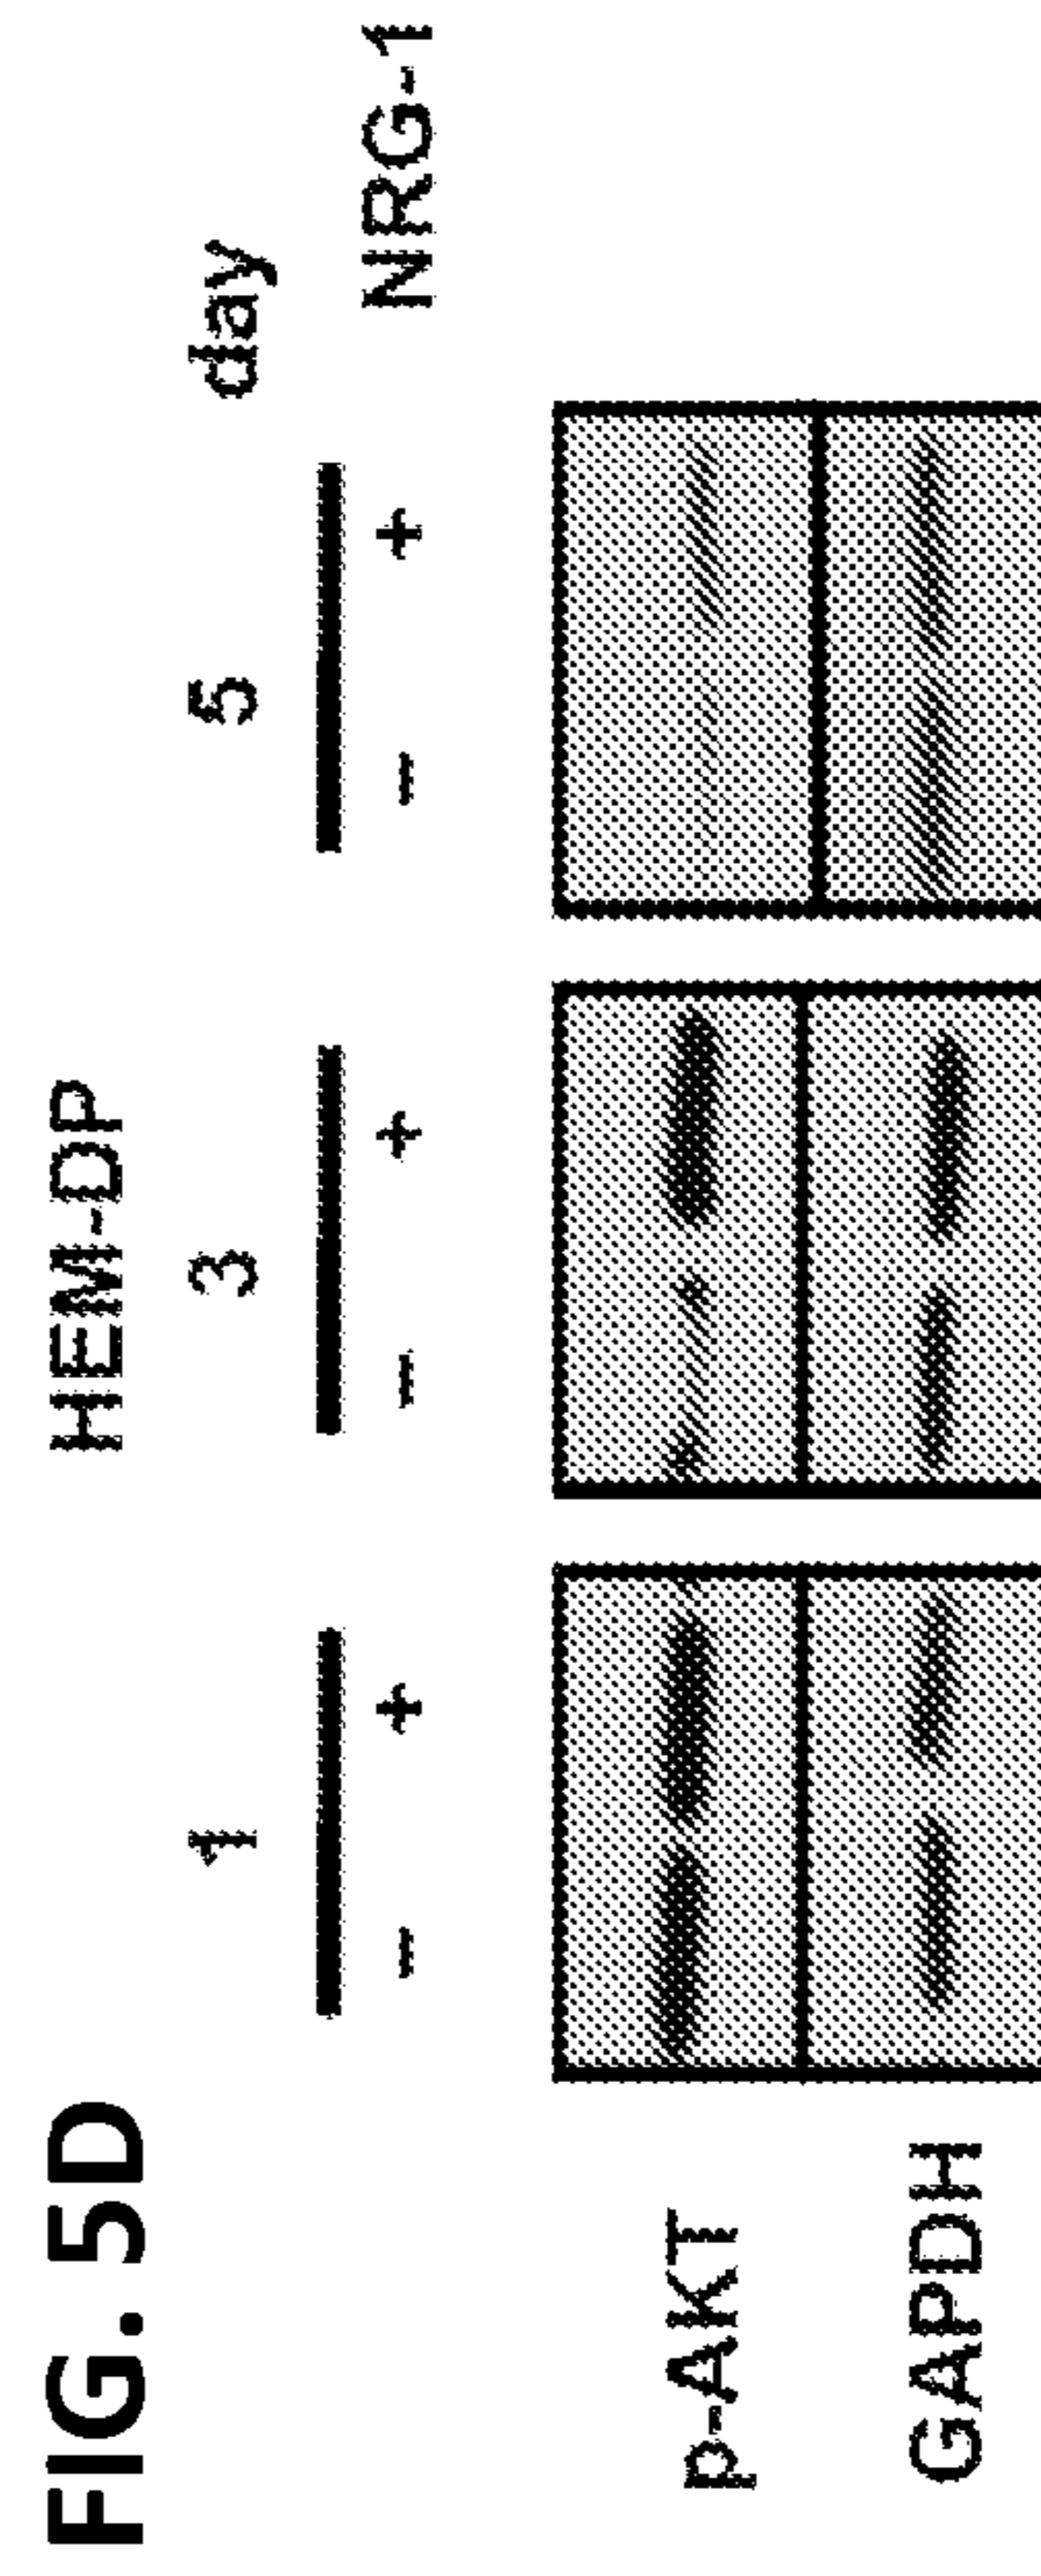 FIG. 5D
HEM-DP
1 3 5 day
- + - + - + NRG-1
p-AKT
GAPDH